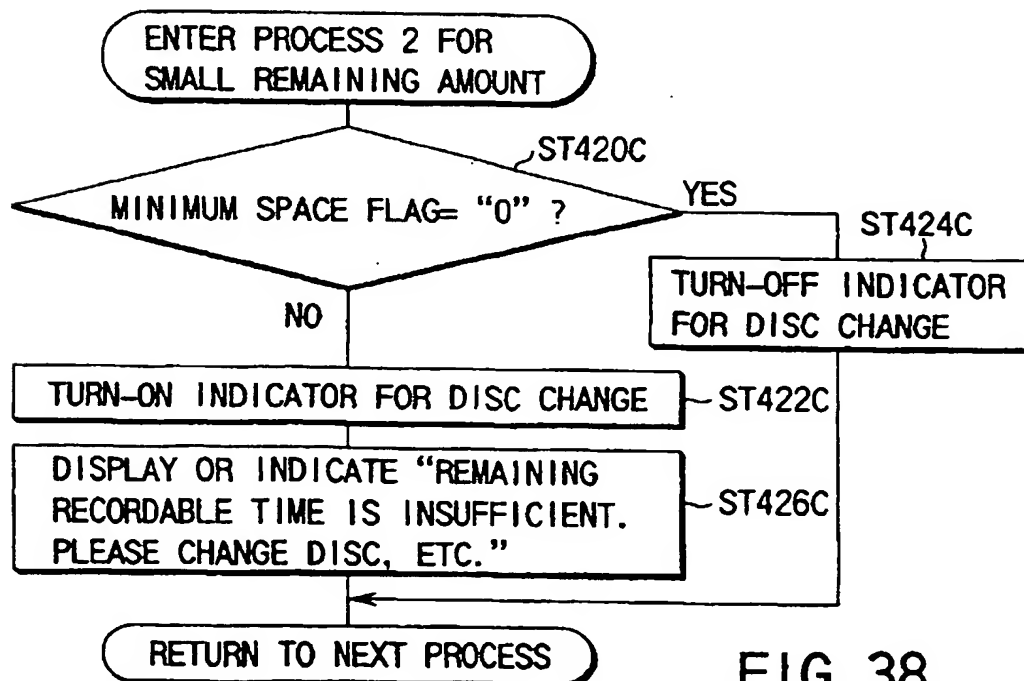 ENTER PROCESS 2 FOR
SMALL REMAINING AMOUNT
ST420C
MINIMUM SPACE FLAG= “0” ?
YES
ST424C
TURN-OFF INDICATOR
FOR DISC CHANGE
NO
TURN-ON INDICATOR FOR DISC CHANGE
ST422C
DISPLAY OR INDICATE “REMAINING
RECORDABLE TIME IS INSUFFICIENT.
PLEASE CHANGE DISC, ETC.”
ST426C
RETURN TO NEXT PROCESS
FIG. 38